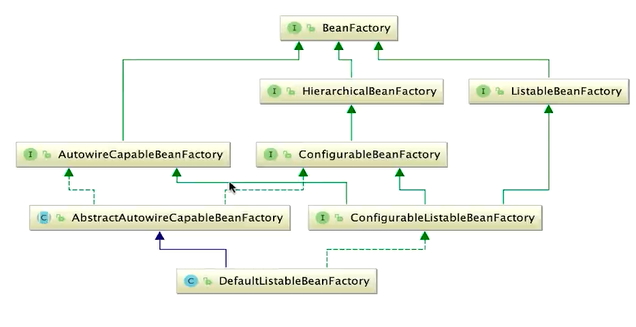 I BeanFactory
I HierarchicalBeanFactory
I ListableBeanFactory
I AutowireCapableBeanFactory
I ConfigurableBeanFactory
C AbstractAutowireCapableBeanFactory
I ConfigurableListableBeanFactory
C DefaultListableBeanFactory